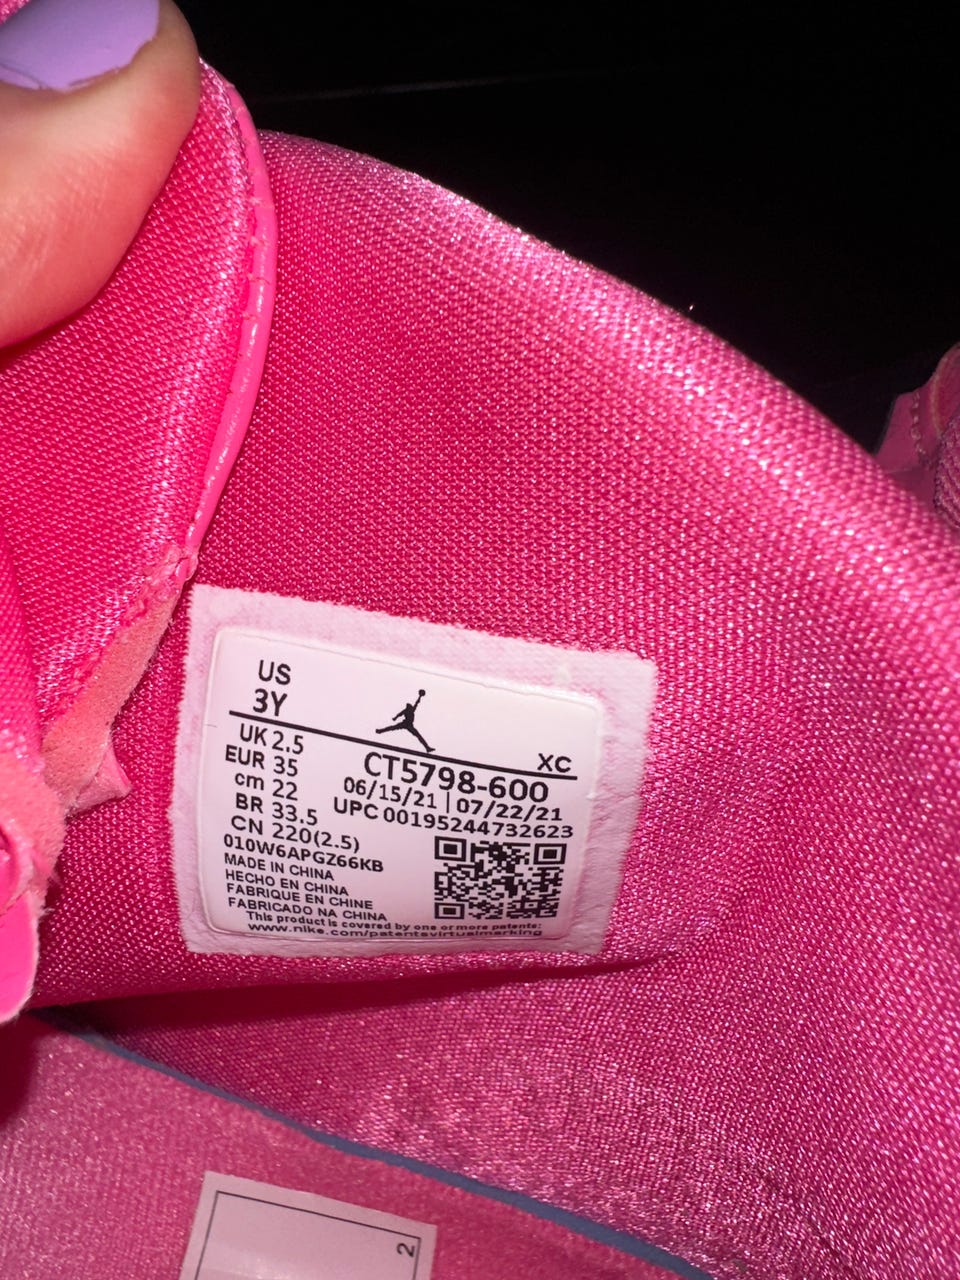 US
3Y
XC
UK 2.5
EUR 35
cm 22
BR 33.5
CN 220(2.5)
CT5798-600
06/15/21 | 07/22/21
UPC 00195244732623
010W6APGZ66KB
MADE IN CHINA
HECHO EN CHINA
FABRIQUE EN CHINE
FABRICADO NA CHINA
This product is covered by one or more patents:
www.nike.com/patentsvirtualmarking
2